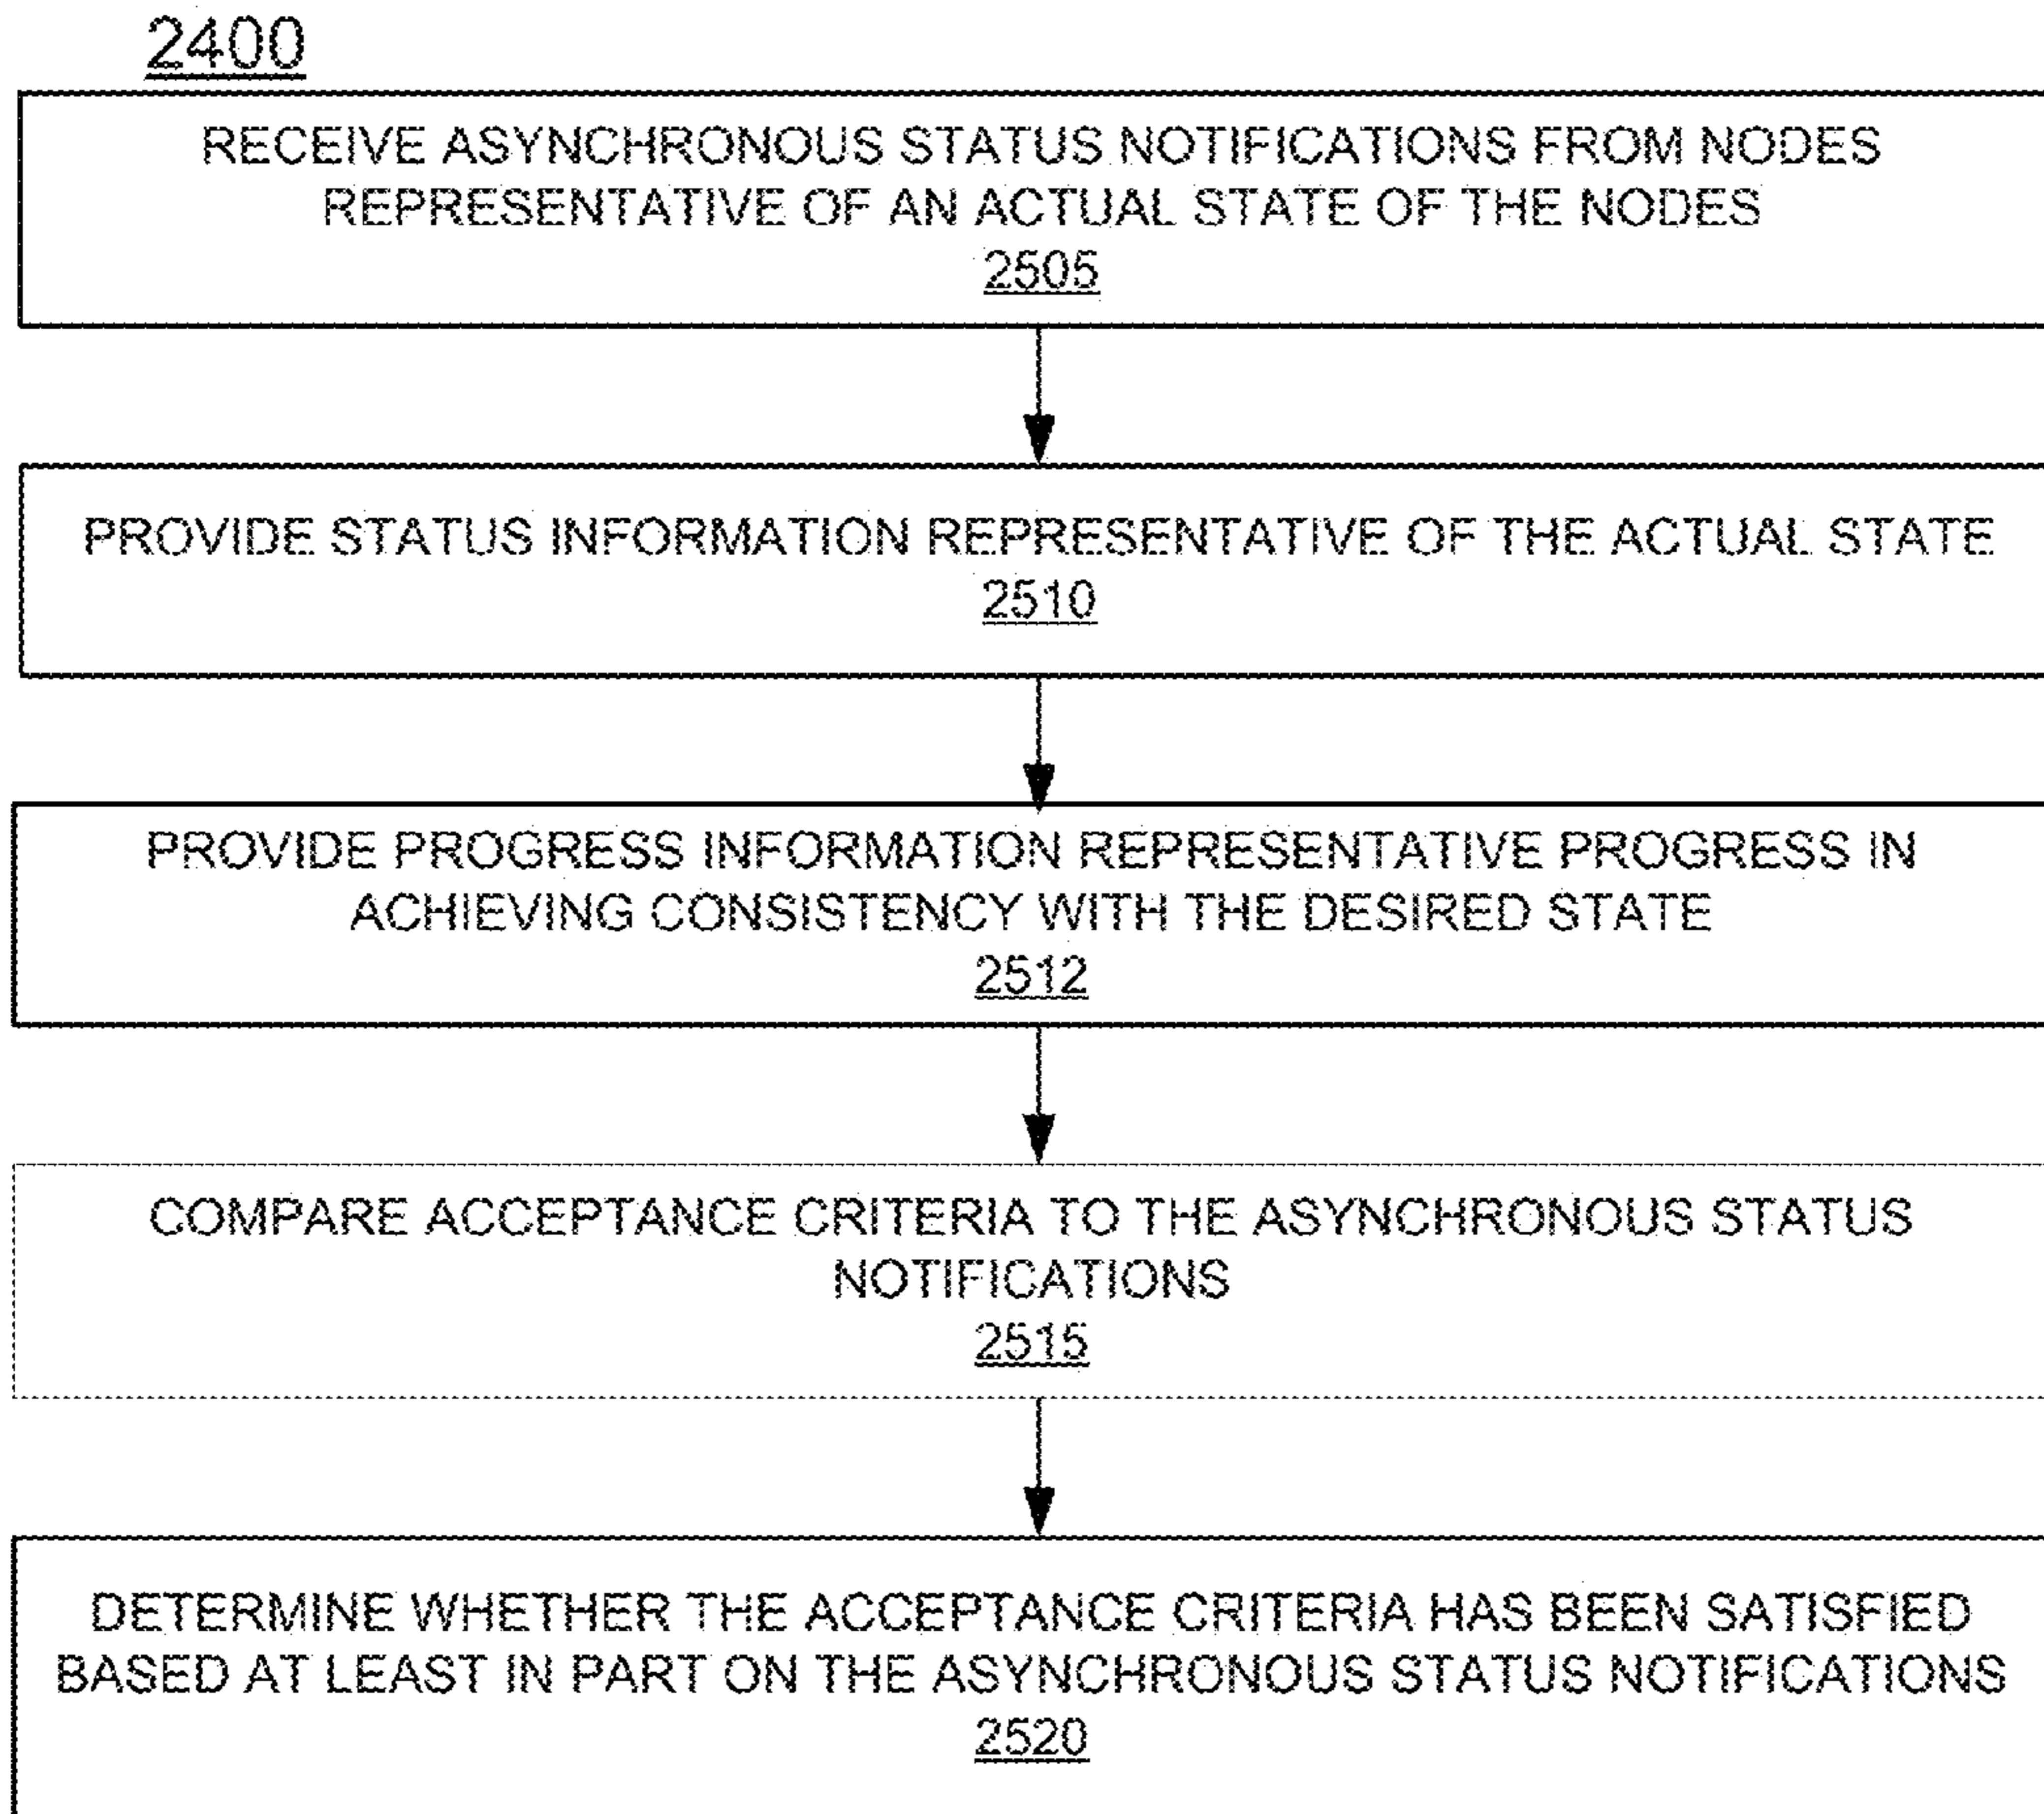 2400
RECEIVE ASYNCHRONOUS STATUS NOTIFICATIONS FROM NODES
REPRESENTATIVE OF AN ACTUAL STATE OF THE NODES
2505
PROVIDE STATUS INFORMATION REPRESENTATIVE OF THE ACTUAL STATE
2510
PROVIDE PROGRESS INFORMATION REPRESENTATIVE PROGRESS IN
ACHIEVING CONSISTENCY WITH THE DESIRED STATE
2512
COMPARE ACCEPTANCE CRITERIA TO THE ASYNCHRONOUS STATUS
NOTIFICATIONS
2515
DETERMINE WHETHER THE ACCEPTANCE CRITERIA HAS BEEN SATISFIED
BASED AT LEAST IN PART ON THE ASYNCHRONOUS STATUS NOTIFICATIONS
2520